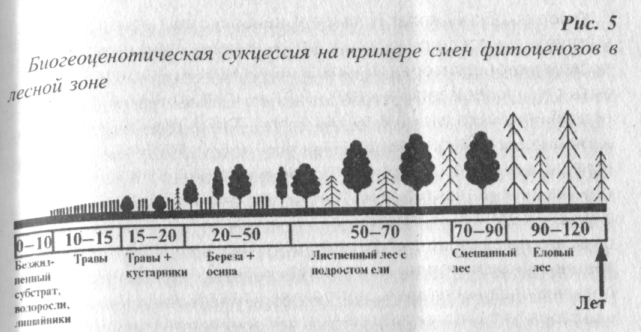 Рис. 5
Биогеоценотическая сукцессия на примере смен фитоценозов в
лесной зоне
0–10 10–15 15–20 20–50 50–70 70–90 90–120
Безжиз-
ненный
субстрат,
водоросли,
лишайники
Травы
Травы +
кустарники
Береза +
осина
Лиственный лес с
подростом ели
Смешанный
лес
Еловый
лес
Лет